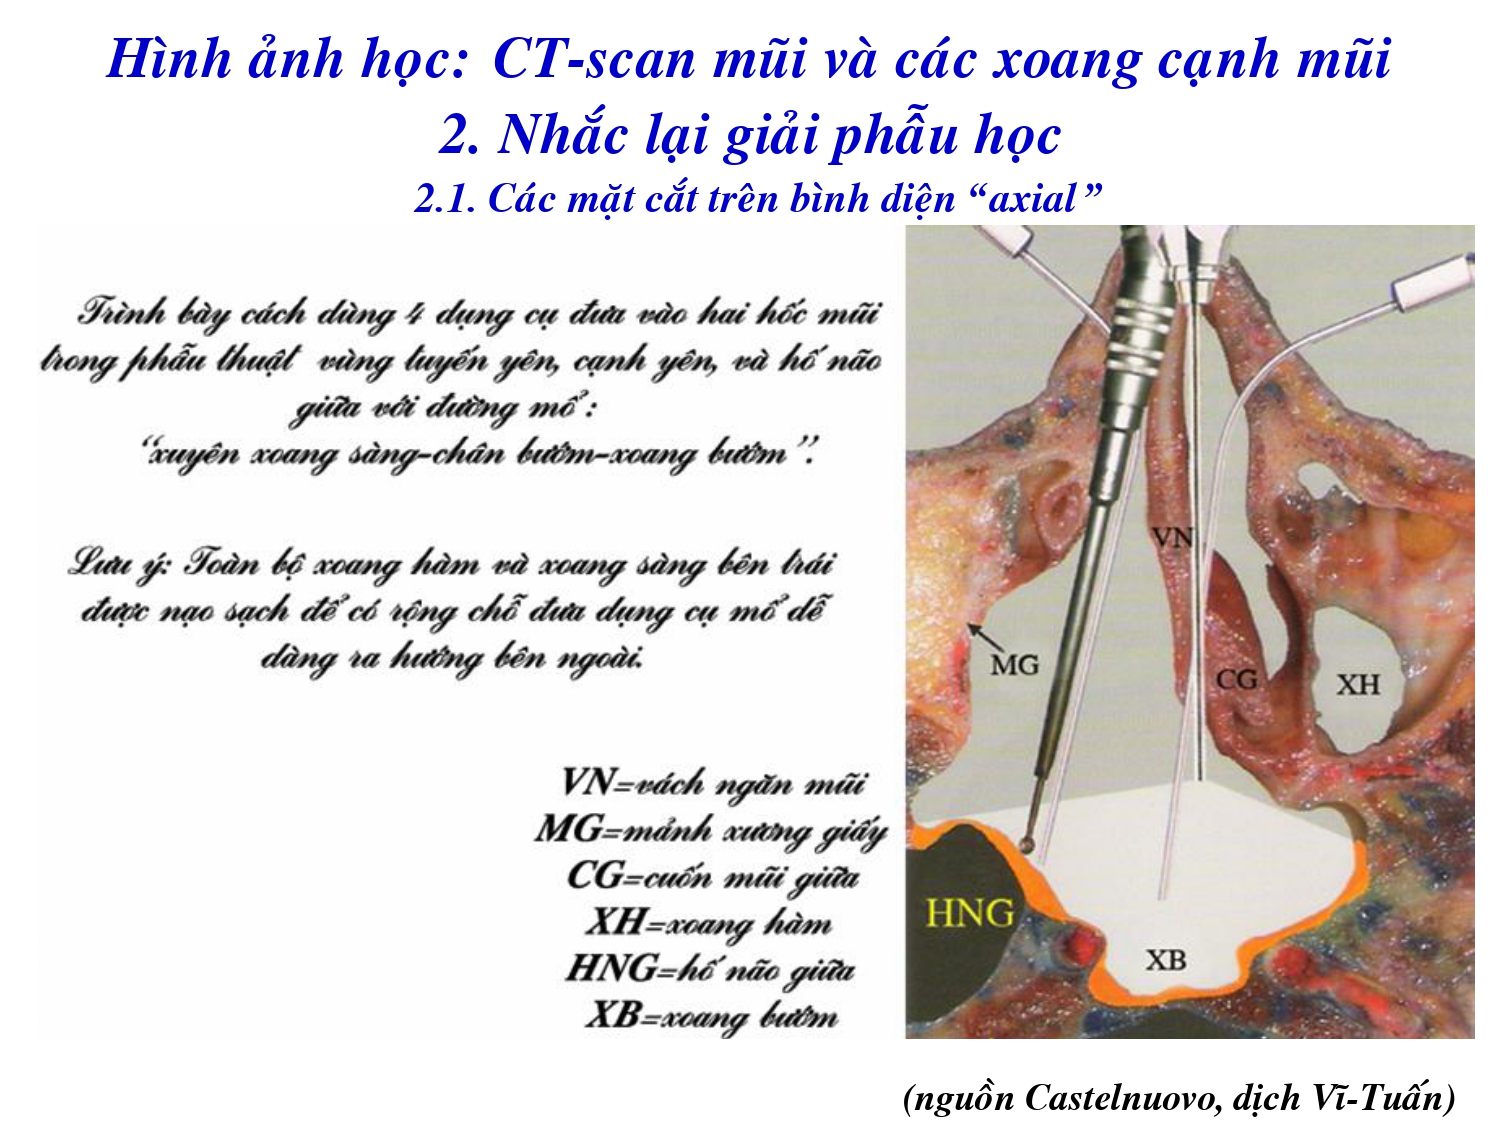 Hình ảnh học: CT-scan mũi và các xoang cạnh mũi
2. Nhắc lại giải phẫu học
2.1. Các mặt cắt trên bình diện “axial”
Trình bày cách dùng 4 dụng cụ đưa vào hai hốc mũi
trong phẫu thuật vùng tuyến yên, cạnh yên, và hố não
giữa với đường mổ:
“xuyên xoang sàng-chân bướm-xoang bướm”.
Lưu ý: Toàn bộ xoang hàm và xoang sàng bên trái
được nạo sạch để có rộng chỗ đưa dụng cụ mổ dễ
dàng ra hướng bên ngoài.
VN=vách ngăn mũi
MG=mảnh xương giấy
CG=cuốn mũi giữa
XH=xoang hàm
HNG=hố não giữa
XB=xoang bướm
VN
MG
CG
XH
HNG
XB
(nguồn Castelnuovo, dịch Vĩ-Tuấn)